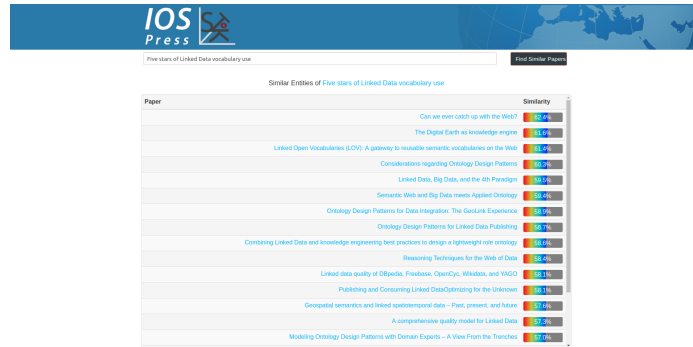 IOS
Press
Five stars of Linked Data vocabulary use
Find Similar Papers
Similar Entities of Five stars of Linked Data vocabulary use
Paper Similarity
Can we ever catch up with the Web? 62.4%
The Digital Earth as knowledge engine 61.6%
Linked Open Vocabularies (LOV): A gateway to reusable semantic vocabularies on the Web 61.4%
Considerations regarding Ontology Design Patterns 60.3%
Linked Data, Big Data, and the 4th Paradigm 59.5%
Semantic Web and Big Data meets Applied Ontology 59.4%
Ontology Design Patterns for Data Integration: The GeoLink Experience 58.9%
Ontology Design Patterns for Linked Data Publishing 58.7%
Combining Linked Data and knowledge engineering best practices to design a lightweight role ontology 58.6%
Reasoning Techniques for the Web of Data 58.4%
Linked data quality of DBpedia, Freebase, OpenCyc, Wikidata, and YAGO 58.1%
Publishing and Consuming Linked DataOptimizing for the Unknown 58.1%
Geospatial semantics and linked spatiotemporal data – Past, present, and future 57.6%
A comprehensive quality model for Linked Data 57.3%
Modeling Ontology Design Patterns with Domain Experts – A View From the Trenches 57.0%